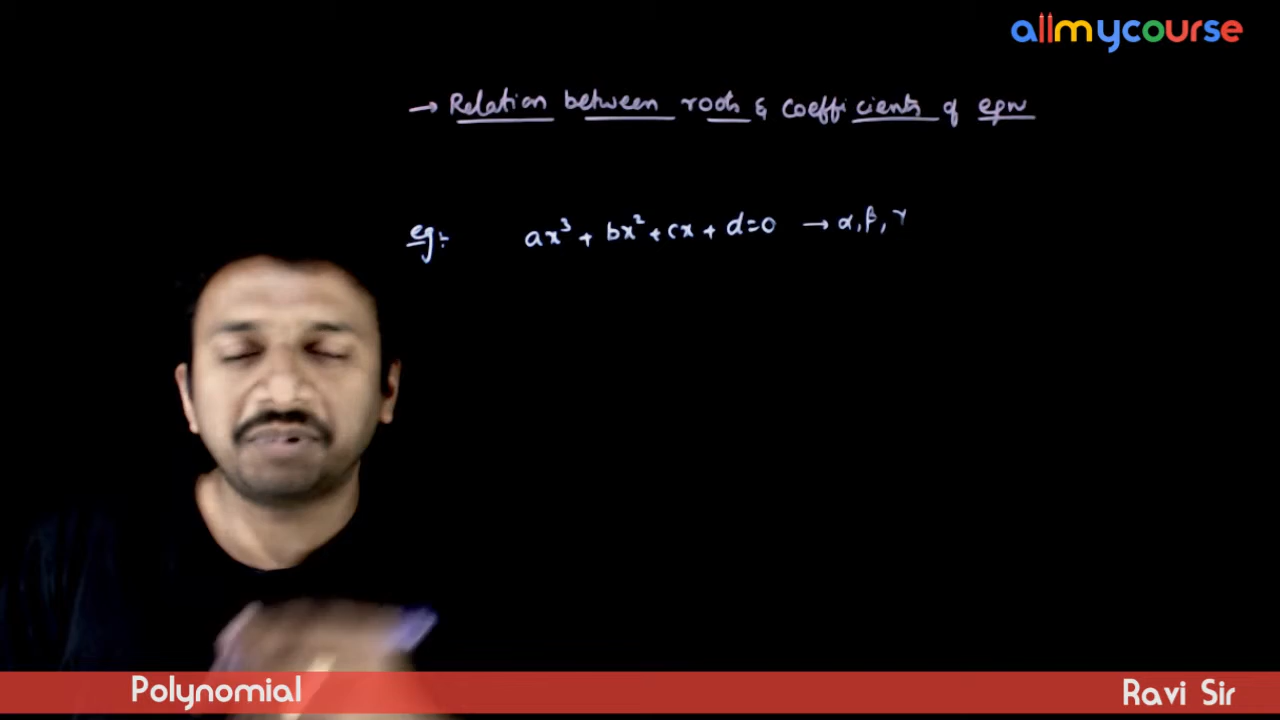 allmycourse
→ Relation between roots & coefficients of eqn
eg:- ax³ + bx² + cx + d=0 → α, β, γ
Polynomial
Ravi Sir